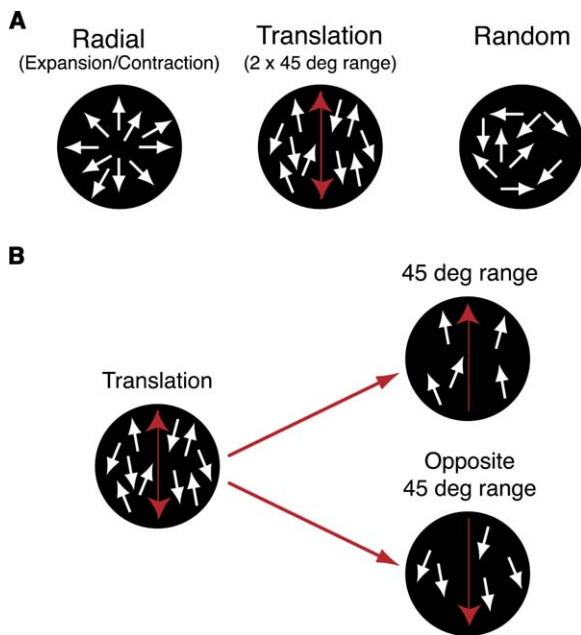 A
Radial
(Expansion/Contraction)
Translation
(2 x 45 deg range)
Random
B
45 deg range
Translation
Opposite
45 deg range